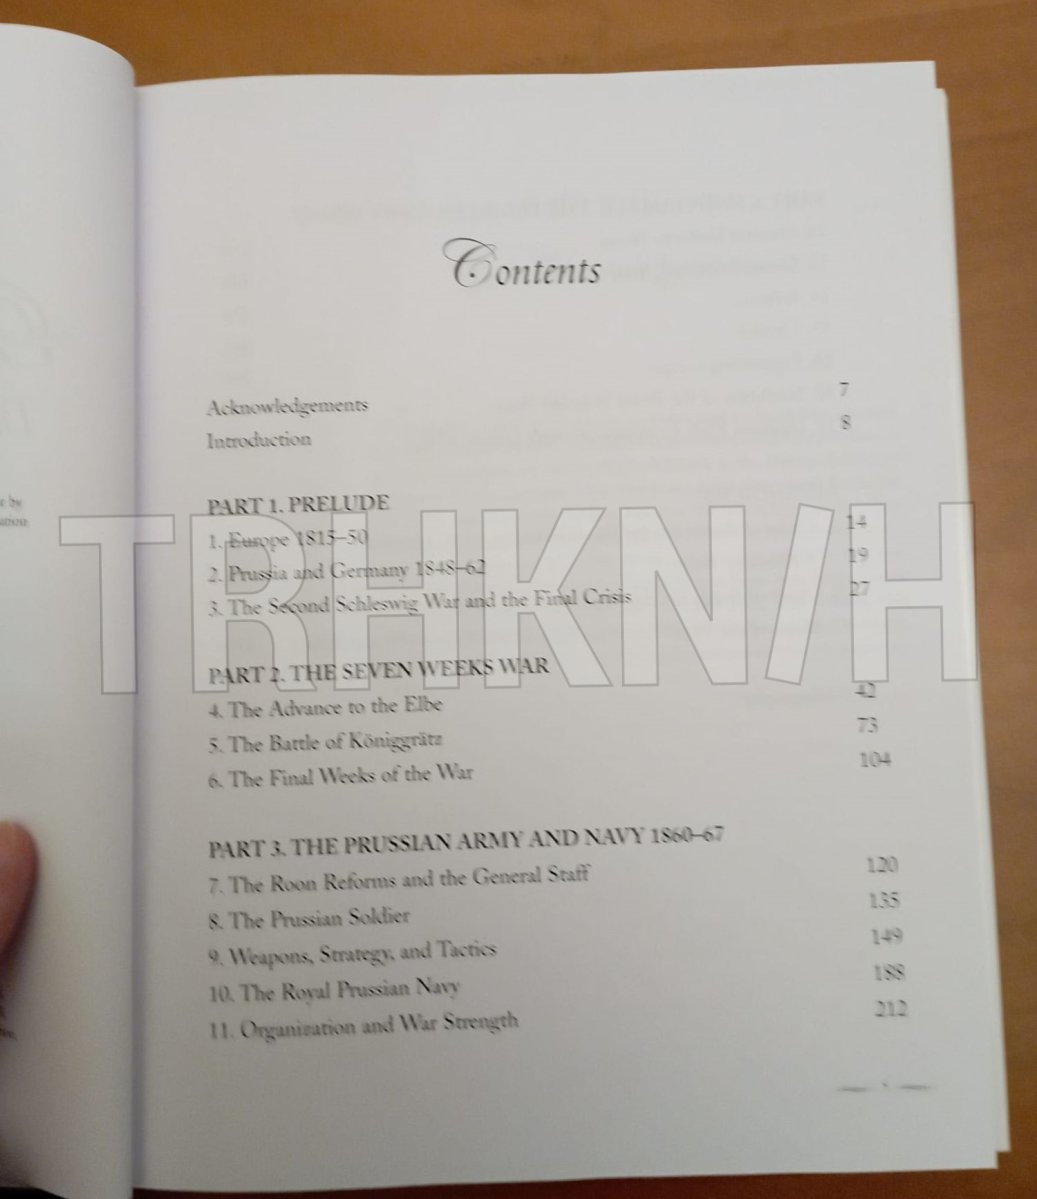 Contents
Acknowledgements 7
Introduction 8
PART 1. PRELUDE
1. Europe 1815–50 14
2. Prussia and Germany 1848–62 19
3. The Second Schleswig War and the Final Crisis 27
PART 2. THE SEVEN WEEKS WAR
4. The Advance to the Elbe 42
5. The Battle of Königgrätz 73
6. The Final Weeks of the War 104
PART 3. THE PRUSSIAN ARMY AND NAVY 1860–67
7. The Roon Reforms and the General Staff 120
8. The Prussian Soldier 135
9. Weapons, Strategy, and Tactics 149
10. The Royal Prussian Navy 188
11. Organization and War Strength 212
TRHKN/H